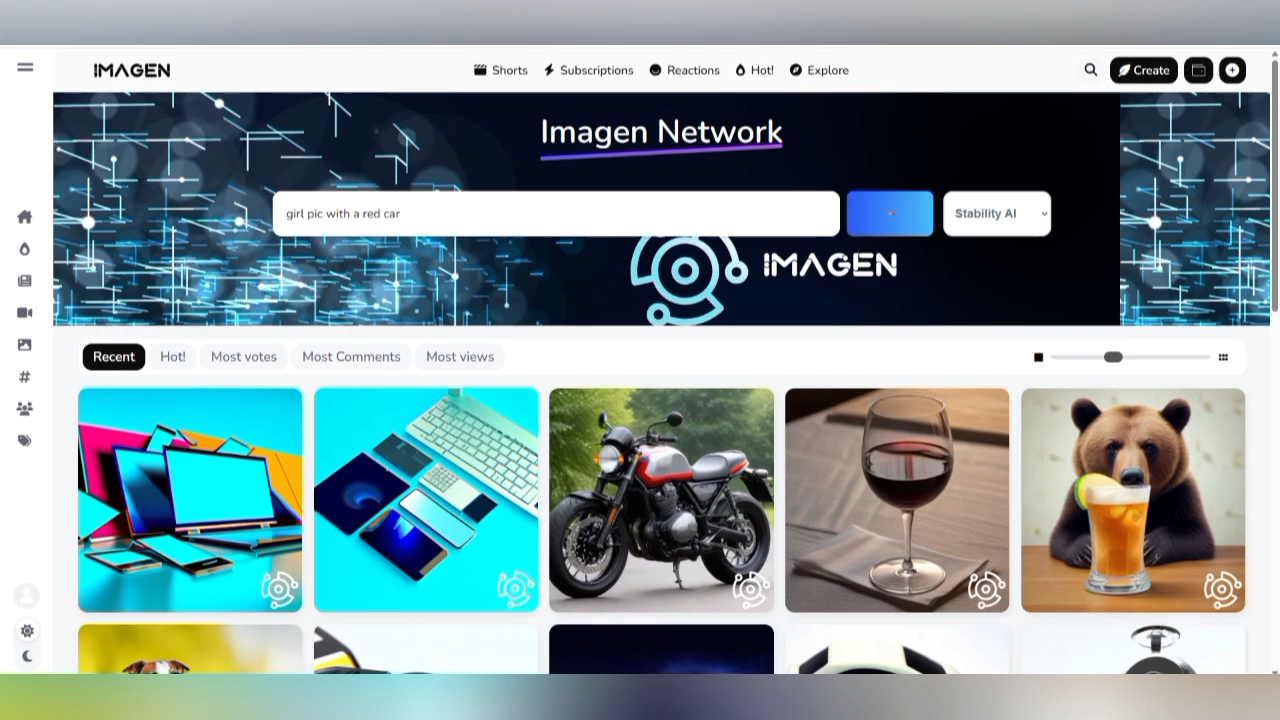 IMAGEN
Shorts
Subscriptions
Reactions
Hot!
Explore
Create
Imagen Network
girl pic with a red car
Stability AI
IMAGEN
Recent
Hot!
Most votes
Most Comments
Most views